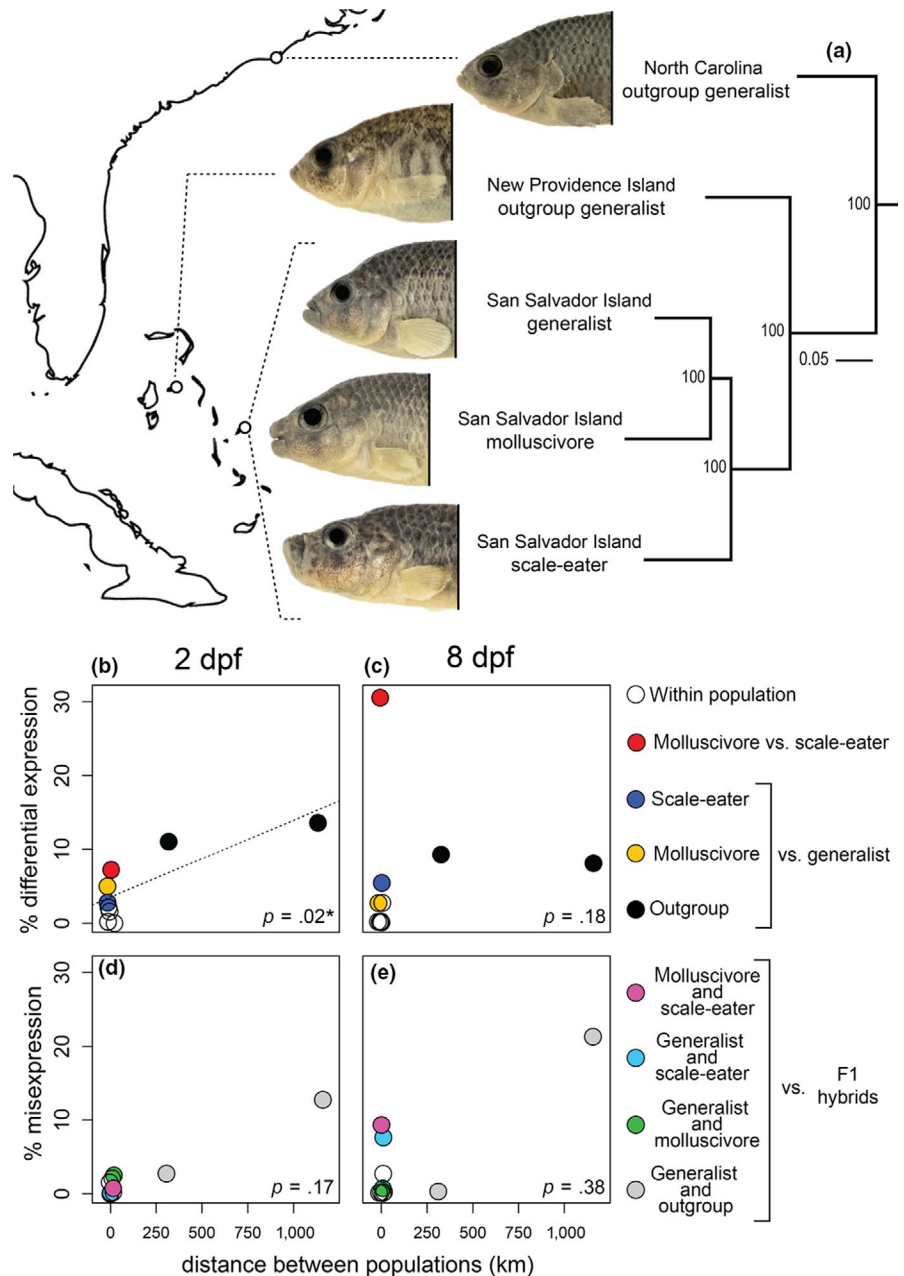 (a)
North Carolina
outgroup generalist
New Providence Island
outgroup generalist
San Salvador Island
generalist
San Salvador Island
molluscivore
San Salvador Island
scale-eater
100
100
100
100
0.05
2 dpf
8 dpf
(b)
(c)
% differential expression
30
20
10
0
p = .02*
p = .18
Within population
Molluscivore vs. scale-eater
Scale-eater
Molluscivore
Outgroup
vs. generalist
(d)
(e)
% misexpression
30
20
10
0
p = .17
p = .38
0 250 500 1,000
0 250 500 1,000
distance between populations (km)
Molluscivore
and
scale-eater
Generalist
and
scale-eater
Generalist
and
molluscivore
Generalist
and
outgroup
vs. F1
hybrids